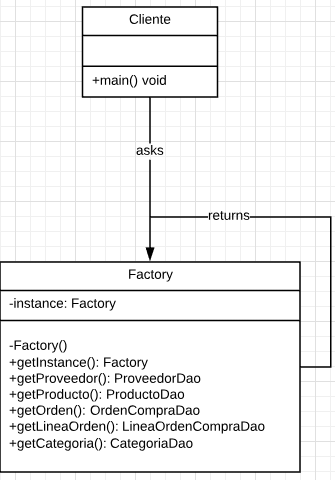 Cliente
+main() void
asks
returns
Factory
-instance: Factory
-Factory()
+getInstance(): Factory
+getProveedor(): ProveedorDao
+getProducto(): ProductoDao
+getOrden(): OrdenCompraDao
+getLineaOrden(): LineaOrdenCompraDao
+getCategoria(): CategoriaDao